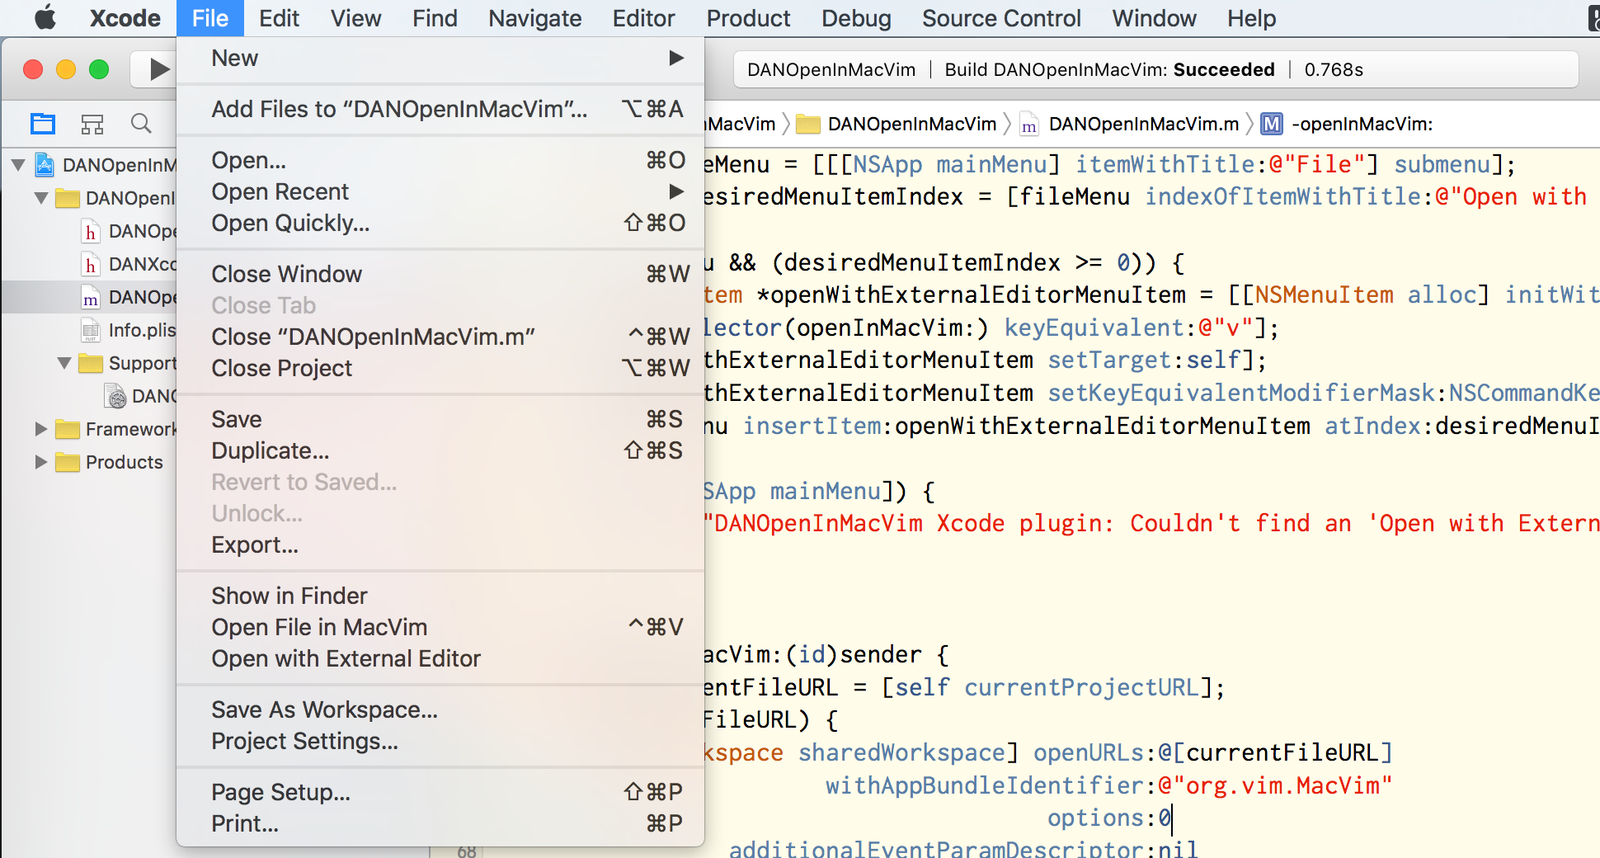 Xcode File Edit View Find Navigate Editor Product Debug Source Control Window Help
DANOpenInMacVim | Build DANOpenInMacVim: Succeeded | 0.768s
DANOpenInMacVim DANOpenInMacVim.m -openInMacVim:
DANOpenInM
DANOpenI
h DANOpe
h DANXco
m DANOpe
Info.plis
Support
DANO
Framework
Products
New
Add Files to “DANOpenInMacVim”... ⌥⌘A
Open... ⌘O
Open Recent
Open Quickly... ⇧⌘O
Close Window ⌘W
Close Tab
Close “DANOpenInMacVim.m” ^⌘W
Close Project ⌥⌘W
Save ⌘S
Duplicate... ⇧⌘S
Revert to Saved...
Unlock...
Export...
Show in Finder
Open File in MacVim ^⌘V
Open with External Editor
Save As Workspace...
Project Settings...
Page Setup... ⇧⌘P
Print... ⌘P
eMenu = [[[NSApp mainMenu] itemWithTitle:@"File"] submenu];
esiredMenuItemIndex = [fileMenu indexOfItemWithTitle:@"Open with
u && (desiredMenuItemIndex >= 0)) {
tem *openWithExternalEditorMenuItem = [[NSMenuItem alloc] initWit
lector(openInMacVim:) keyEquivalent:@"v"];
thExternalEditorMenuItem setTarget:self];
thExternalEditorMenuItem setKeyEquivalentModifierMask:NSCommandKe
nu insertItem:openWithExternalEditorMenuItem atIndex:desiredMenuI
SApp mainMenu]) {
"DANOpenInMacVim Xcode plugin: Couldn't find an 'Open with Extern
acVim:(id)sender {
entFileURL = [self currentProjectURL];
FileURL) {
kspace sharedWorkspace] openURLs:@[currentFileURL]
withAppBundleIdentifier:@"org.vim.MacVim"
options:0
68 additionalEventParamDescriptor:nil